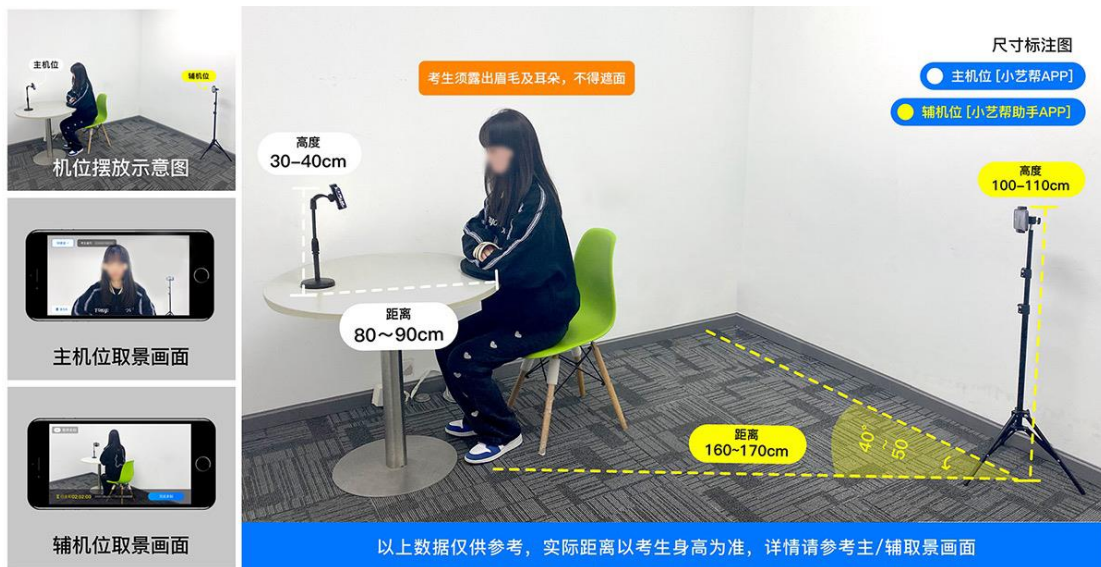 主机位
辅机位
机位摆放示意图
主机位取景画面
辅机位取景画面
考生须露出眉毛及耳朵，不得遮面
尺寸标注图
主机位 [小艺帮APP]
辅机位 [小艺帮助手APP]
高度
30-40cm
高度
100-110cm
距离
80～90cm
距离
160~170cm
40°
~
50
以上数据仅供参考，实际距离以考生身高为准，详情请参考主/辅取景画面